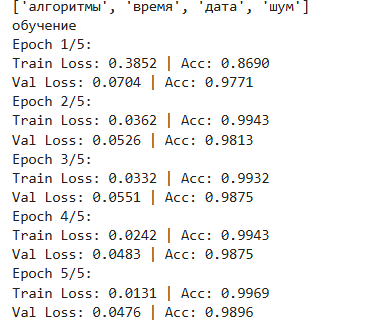 ['алгоритмы', 'время', 'дата', 'шум']
обучение
Epoch 1/5:
Train Loss: 0.3852 | Acc: 0.8690
Val Loss: 0.0704 | Acc: 0.9771
Epoch 2/5:
Train Loss: 0.0362 | Acc: 0.9943
Val Loss: 0.0526 | Acc: 0.9813
Epoch 3/5:
Train Loss: 0.0332 | Acc: 0.9932
Val Loss: 0.0551 | Acc: 0.9875
Epoch 4/5:
Train Loss: 0.0242 | Acc: 0.9943
Val Loss: 0.0483 | Acc: 0.9875
Epoch 5/5:
Train Loss: 0.0131 | Acc: 0.9969
Val Loss: 0.0476 | Acc: 0.9896